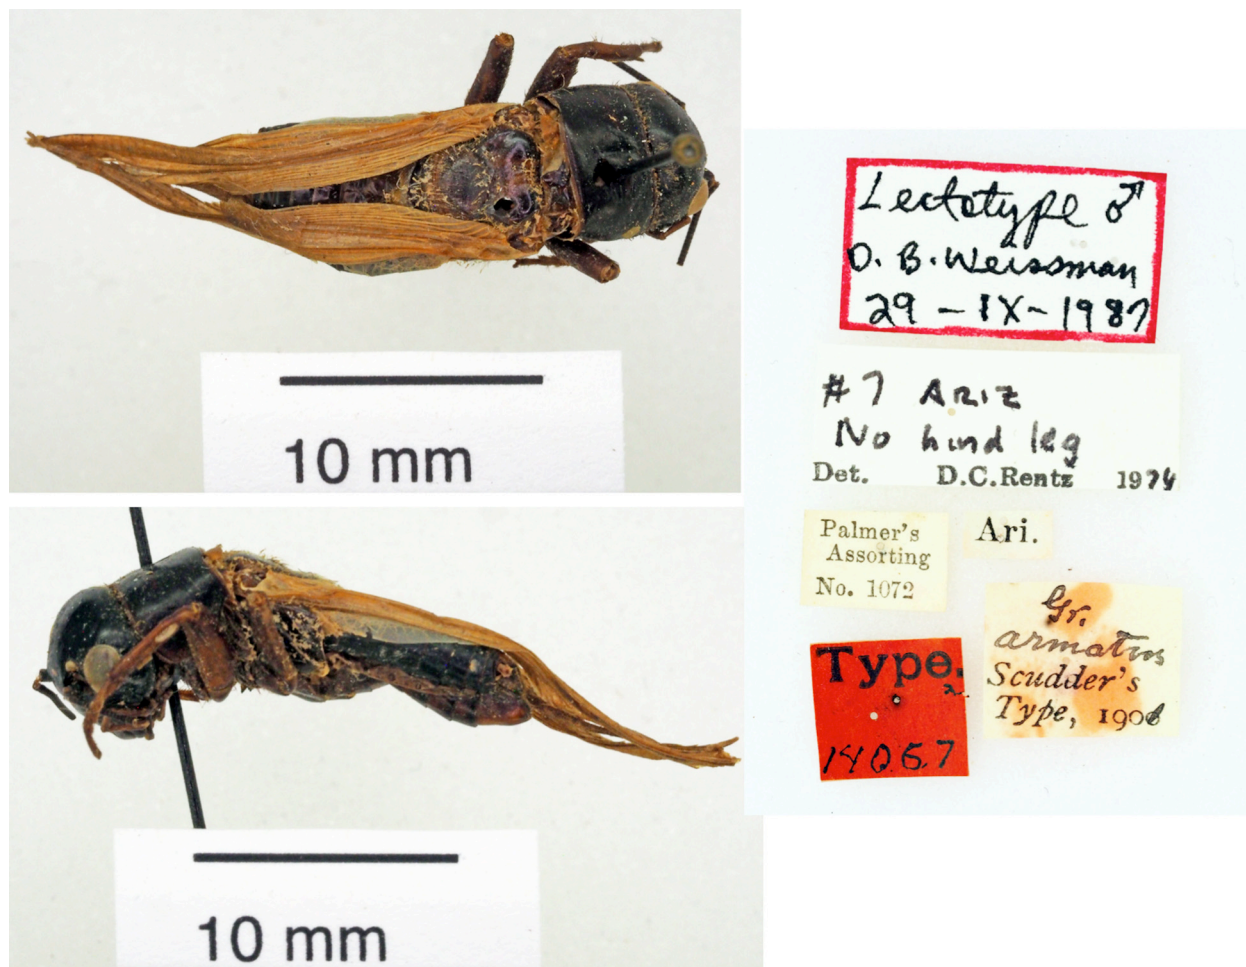 10 mm
10 mm
Lectotype ♂
D. B. Weissman
29-IX-1987
#7 ARIZ
No hind leg
Det. D.C.Rentz 1974
Palmer's
Assorting
No. 1072
Ari.
Gr.
armatus
Scudder's
Type, 1906
Type.
14067